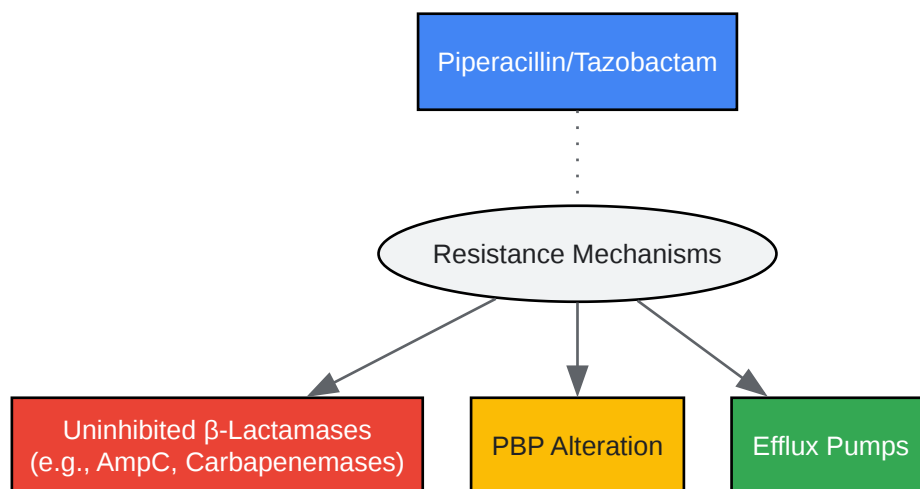 Piperacillin/Tazobactam
Resistance Mechanisms
Uninhibited β-Lactamases
(e.g., AmpC, Carbapenemases)
PBP Alteration
Efflux Pumps